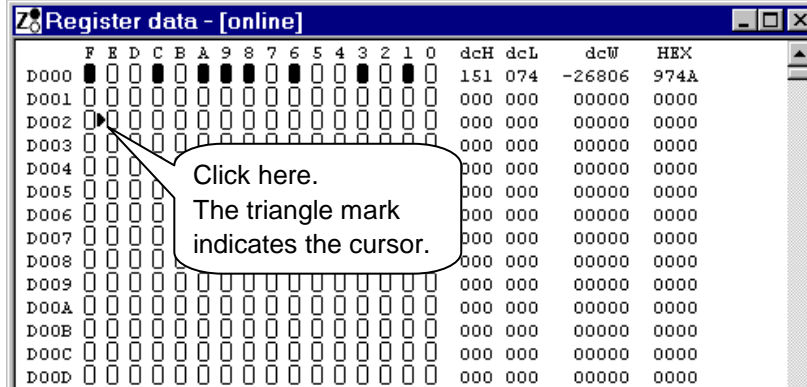 Register data - [online]
F E D C B A 9 8 7 6 5 4 3 2 1 0 dcH dcL dcW HEX
D000 151 074 -26806 974A
D001 000 000 00000 0000
D002 000 000 00000 0000
D003 000 000 00000 0000
D004 000 000 00000 0000
D005 000 000 00000 0000
D006 000 000 00000 0000
D007 000 000 00000 0000
D008 000 000 00000 0000
D009 000 000 00000 0000
D00A 000 000 00000 0000
D00B 000 000 00000 0000
D00C 000 000 00000 0000
D00D 000 000 00000 0000
Click here.
The triangle mark
indicates the cursor.